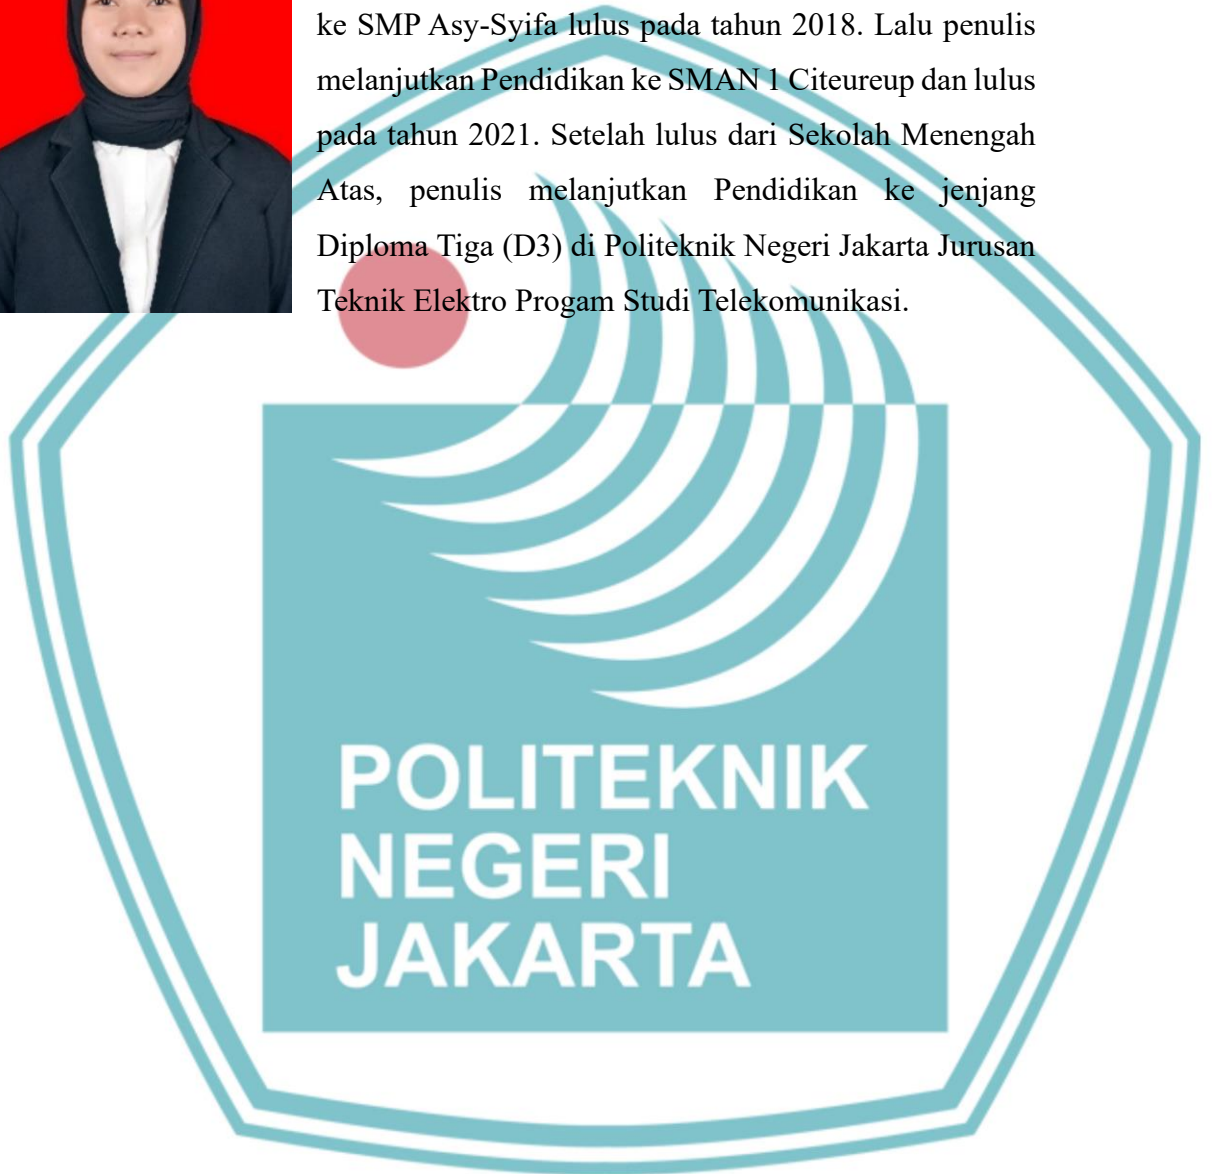 ke SMP Asy-Syifa lulus pada tahun 2018. Lalu penulis
melanjutkan Pendidikan ke SMAN 1 Citeureup dan lulus
pada tahun 2021. Setelah lulus dari Sekolah Menengah
Atas, penulis melanjutkan Pendidikan ke jenjang
Diploma Tiga (D3) di Politeknik Negeri Jakarta Jurusan
Teknik Elektro Progam Studi Telekomunikasi.
POLITEKNIK
NEGERI
JAKARTA